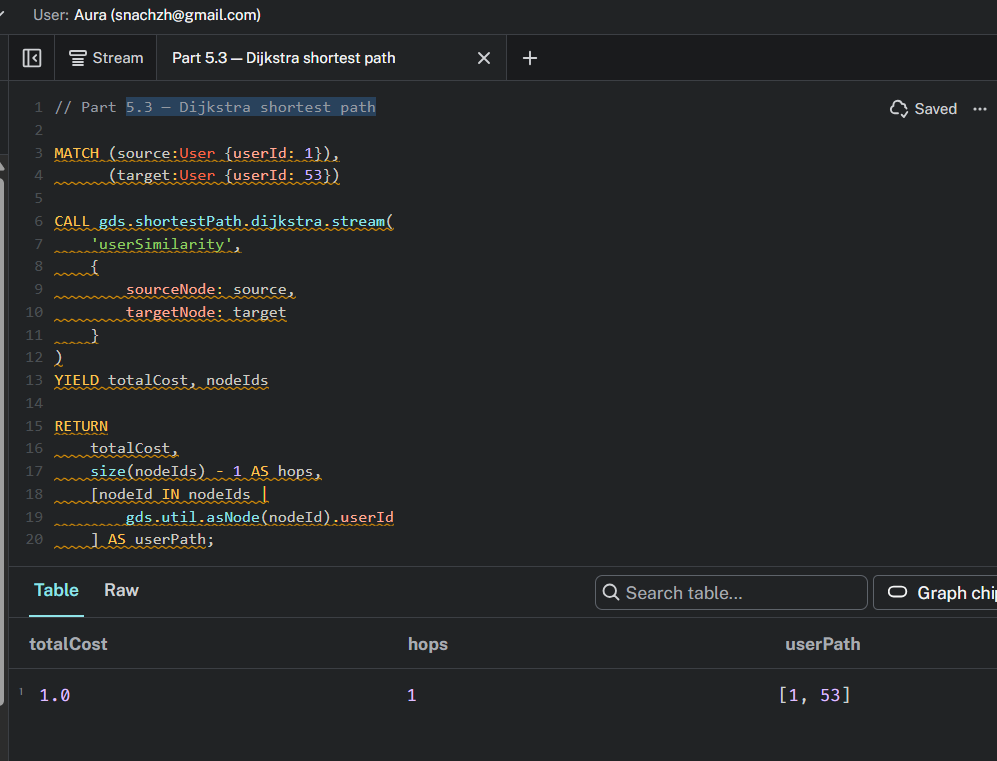 User: Aura (snachzh@gmail.com)
Stream
Part 5.3 — Dijkstra shortest path
1 // Part 5.3 — Dijkstra shortest path
Saved
2
3 MATCH (source:User {userId: 1}),
4       (target:User {userId: 53})
5
6 CALL gds.shortestPath.dijkstra.stream(
7     'userSimilarity',
8     {
9         sourceNode: source,
10         targetNode: target
11     }
12 )
13 YIELD totalCost, nodeIds
14
15 RETURN
16     totalCost,
17     size(nodeIds) - 1 AS hops,
18     [nodeId IN nodeIds |
19         gds.util.asNode(nodeId).userId
20     ] AS userPath;
Table Raw
Search table...
Graph
totalCost hops userPath
1 1.0 1 [1, 53]